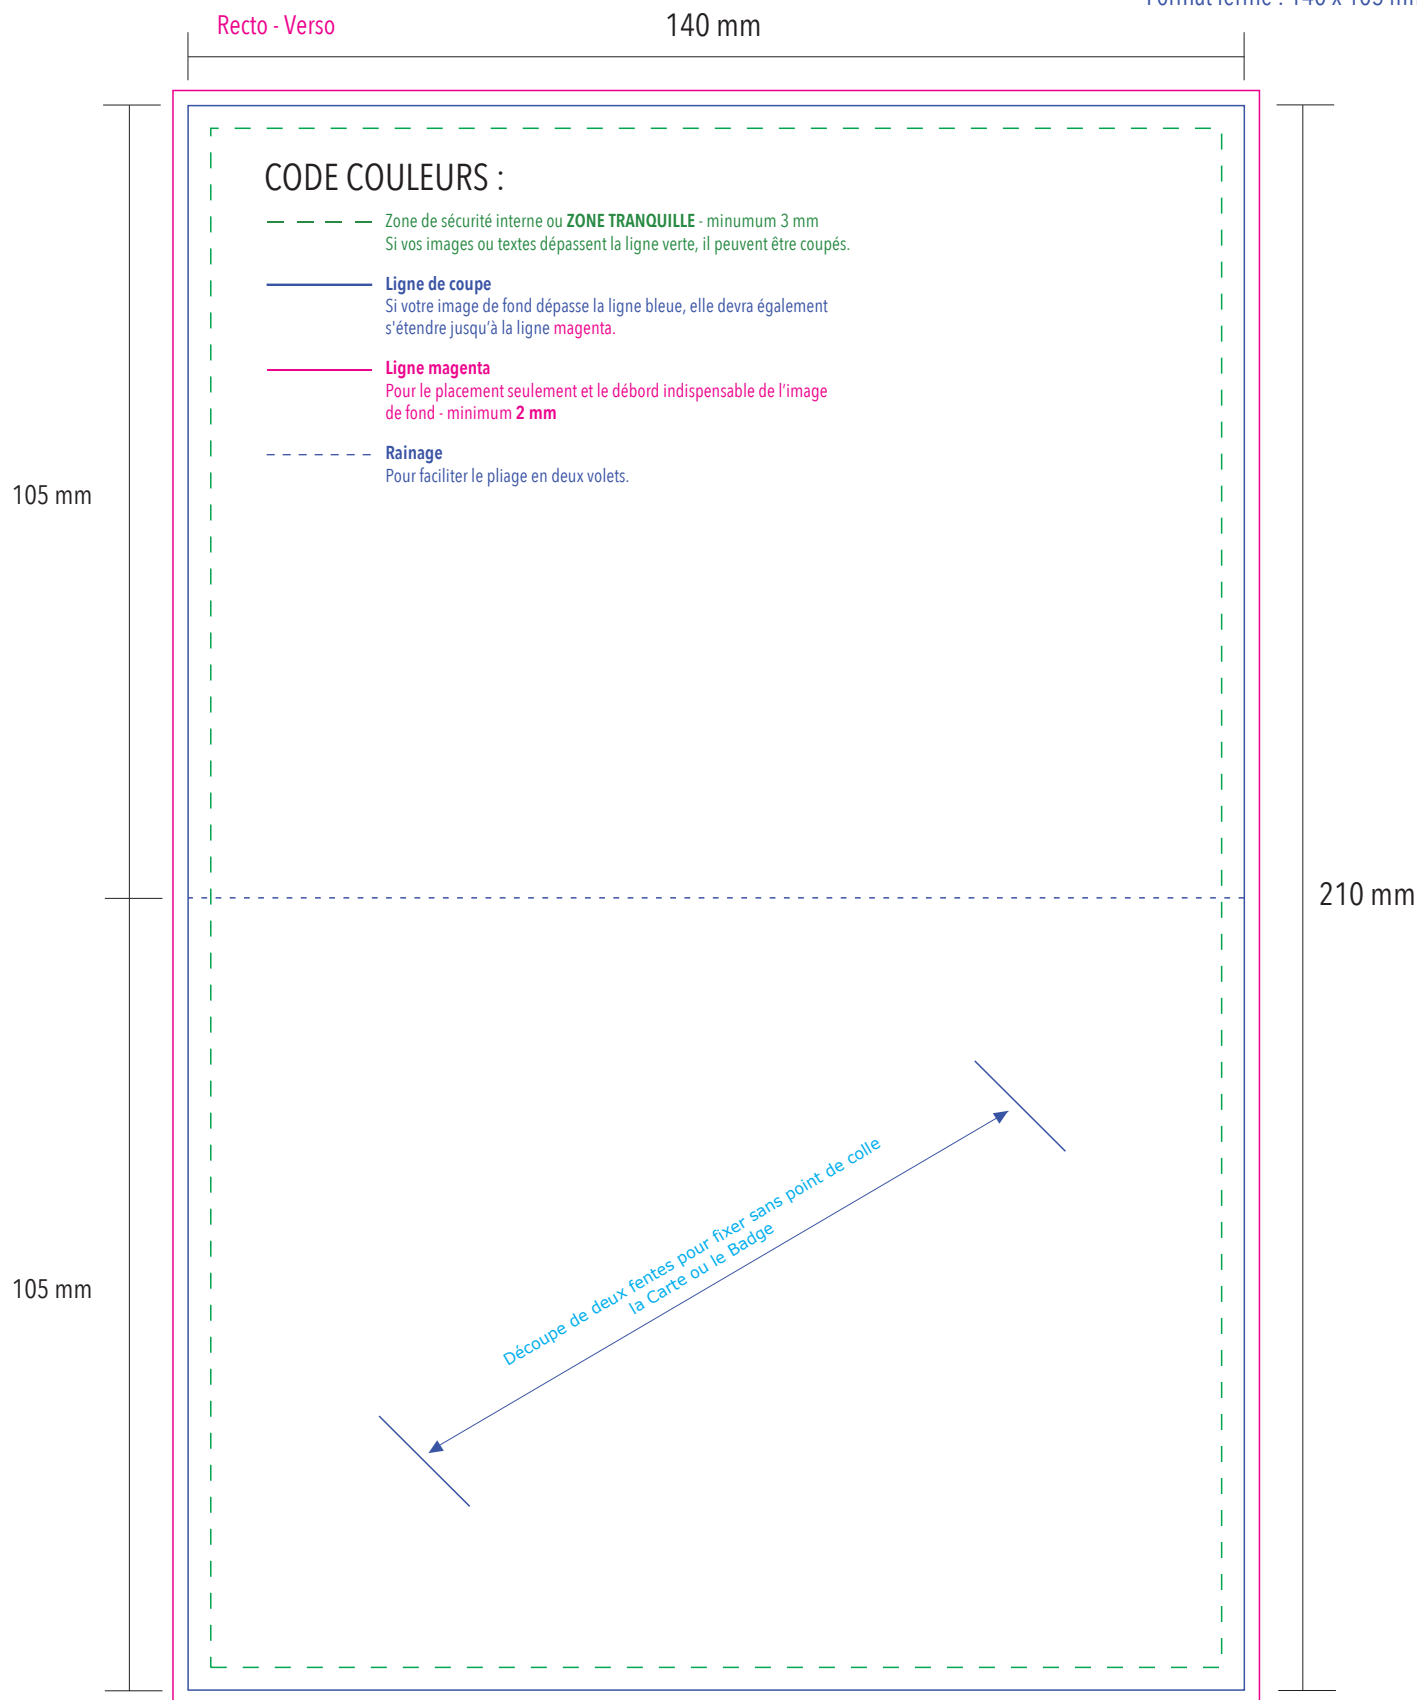 Recto - Verso
140 mm
CODE COULEURS :
Zone de sécurité interne ou ZONE TRANQUILLE - minumum 3 mm
Si vos images ou textes dépassent la ligne verte, il peuvent être coupés.
Ligne de coupe
Si votre image de fond dépasse la ligne bleue, elle devra également
s'étendre jusqu’à la ligne magenta.
Ligne magenta
Pour le placement seulement et le débord indispensable de l’image
de fond - minimum 2 mm
Rainage
Pour faciliter le pliage en deux volets.
105 mm
210 mm
Découpe de deux fentes pour fixer sans point de colle
la Carte ou le Badge
105 mm